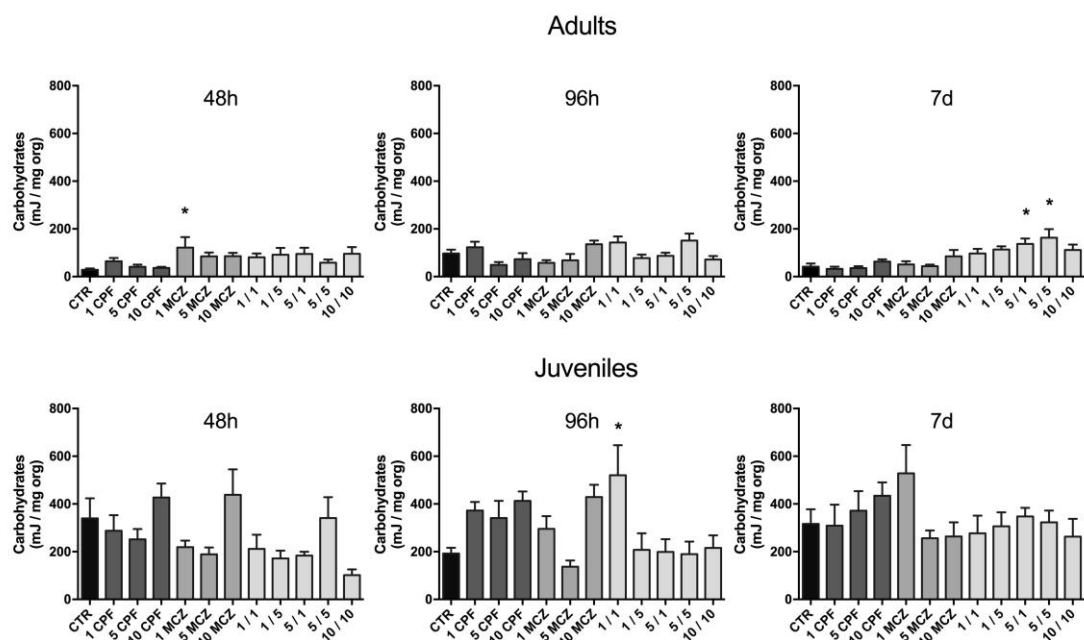 Adults
48h
Carbohydrates
(mJ / mg org)
800
600
400
200
0
CTR
1 CPF
5 CPF
10 CPF
1 MCZ
5 MCZ
10 MCZ
1 / 1
1 / 5
5 / 1
5 / 5
10 / 10
*
96h
Carbohydrates
(mJ / mg org)
800
600
400
200
0
CTR
1 CPF
5 CPF
10 CPF
1 MCZ
5 MCZ
10 MCZ
1 / 1
1 / 5
5 / 1
5 / 5
10 / 10
7d
Carbohydrates
(mJ / mg org)
800
600
400
200
0
CTR
1 CPF
5 CPF
10 CPF
1 MCZ
5 MCZ
10 MCZ
1 / 1
1 / 5
5 / 1
5 / 5
10 / 10
*
*
Juveniles
48h
Carbohydrates
(mJ / mg org)
800
600
400
200
0
CTR
1 CPF
5 CPF
10 CPF
1 MCZ
5 MCZ
10 MCZ
1 / 1
1 / 5
5 / 1
5 / 5
10 / 10
96h
Carbohydrates
(mJ / mg org)
800
600
400
200
0
CTR
1 CPF
5 CPF
10 CPF
1 MCZ
5 MCZ
10 MCZ
1 / 1
1 / 5
5 / 1
5 / 5
10 / 10
*
7d
Carbohydrates
(mJ / mg org)
800
600
400
200
0
CTR
1 CPF
5 CPF
10 CPF
1 MCZ
5 MCZ
10 MCZ
1 / 1
1 / 5
5 / 1
5 / 5
10 / 10